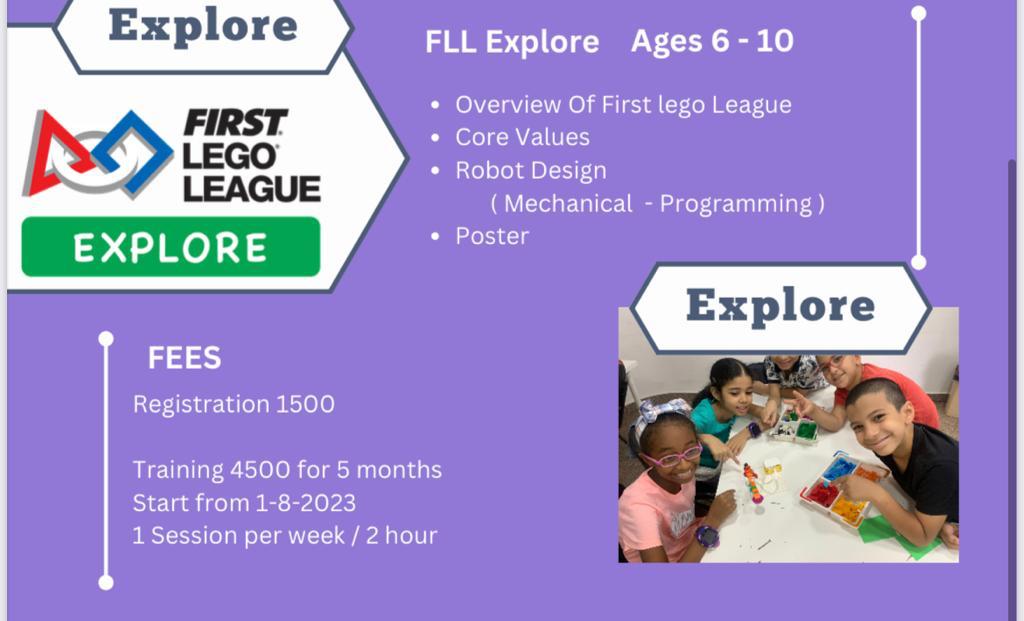 Explore
FIRST
LEGO
LEAGUE
EXPLORE
FLL Explore Ages 6 - 10
Overview Of First lego League
Core Values
Robot Design
( Mechanical - Programming )
Poster
Explore
FEES
Registration 1500
Training 4500 for 5 months
Start from 1-8-2023
1 Session per week / 2 hour